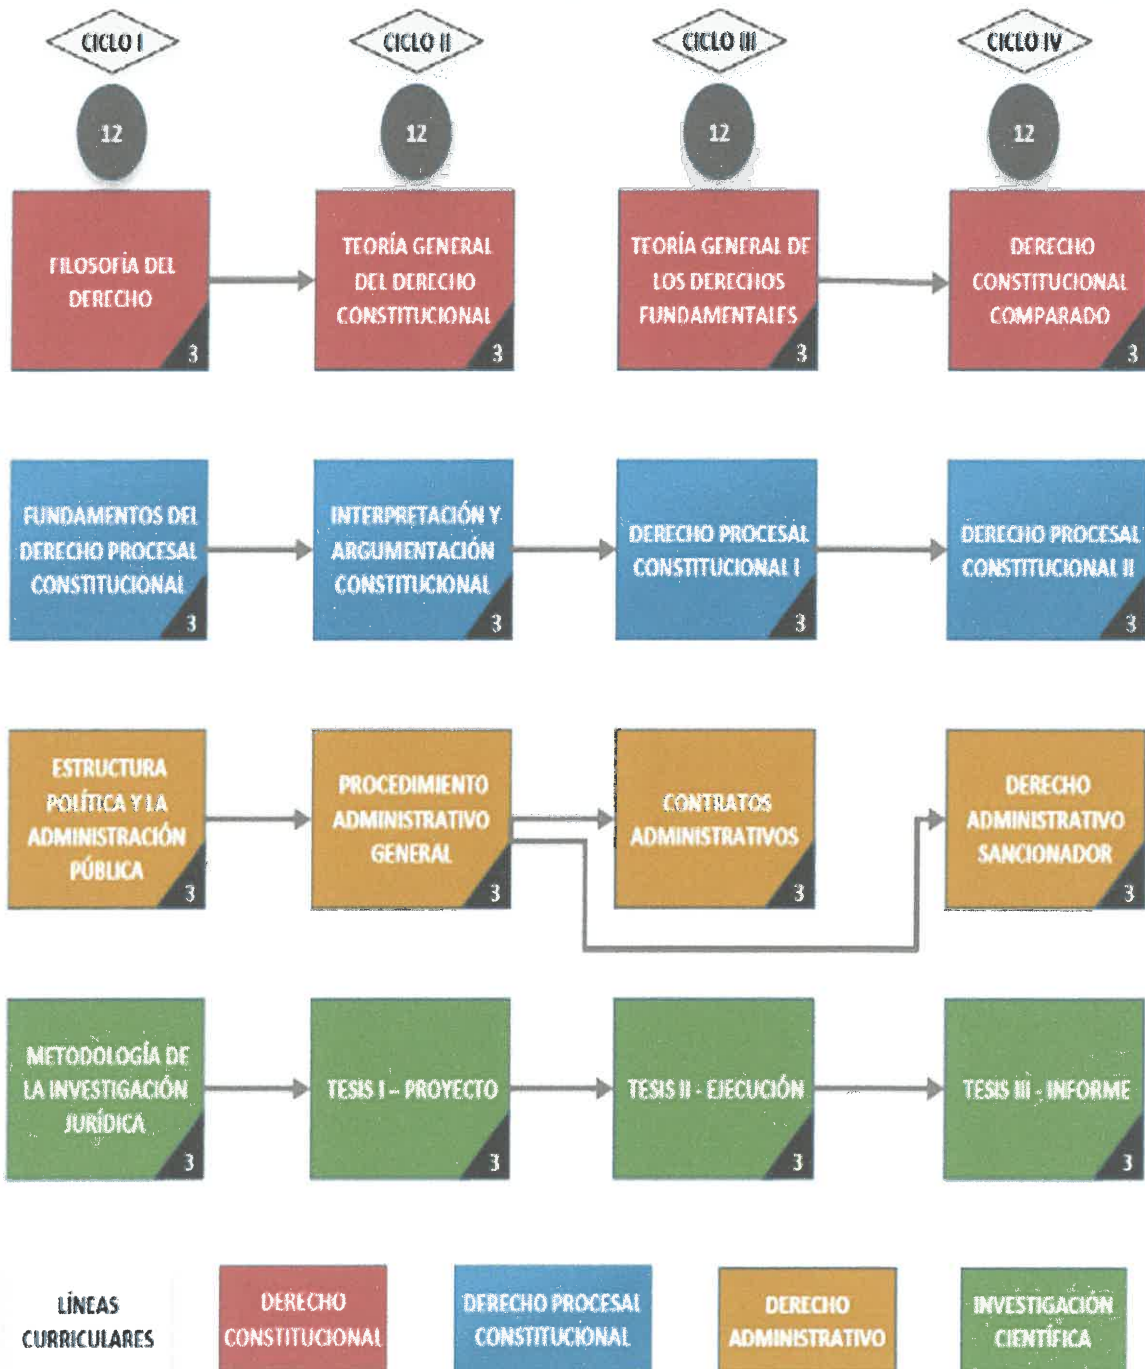 CICLO I
CICLO II
CICLO III
CICLO IV
12
12
12
12
FILOSOFÍA DEL
DERECHO
3
TEORÍA GENERAL
DEL DERECHO
CONSTITUCIONAL
3
TEORÍA GENERAL DE
LOS DERECHOS
FUNDAMENTALES
3
DERECHO
CONSTITUCIONAL
COMPARADO
3
FUNDAMENTOS DEL
DERECHO PROCESAL
CONSTITUCIONAL
3
INTERPRETACIÓN Y
ARGUMENTACIÓN
CONSTITUCIONAL
3
DERECHO PROCESAL
CONSTITUCIONAL I
3
DERECHO PROCESAL
CONSTITUCIONAL II
3
ESTRUCTURA
POLÍTICA Y LA
ADMINISTRACIÓN
PÚBLICA
3
PROCEDIMIENTO
ADMINISTRATIVO
GENERAL
3
CONTRATOS
ADMINISTRATIVOS
3
DERECHO
ADMINISTRATIVO
SANCIONADOR
3
METODOLOGÍA DE
LA INVESTIGACIÓN
JURÍDICA
3
TESIS I – PROYECTO
3
TESIS II - EJECUCIÓN
3
TESIS III - INFORME
3
LÍNEAS
CURRICULARES
DERECHO
CONSTITUCIONAL
DERECHO PROCESAL
CONSTITUCIONAL
DERECHO
ADMINISTRATIVO
INVESTIGACIÓN
CIENTÍFICA